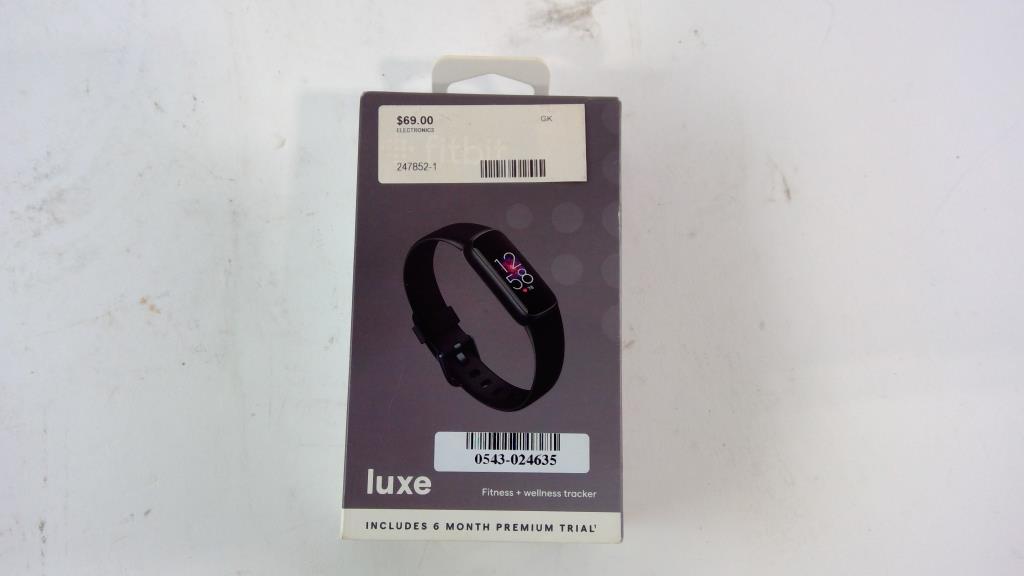 $69.00 GK
ELECTRONICS
fitbit
247852-1
12
58
0543-024635
luxe
Fitness + wellness tracker
INCLUDES 6 MONTH PREMIUM TRIAL¹